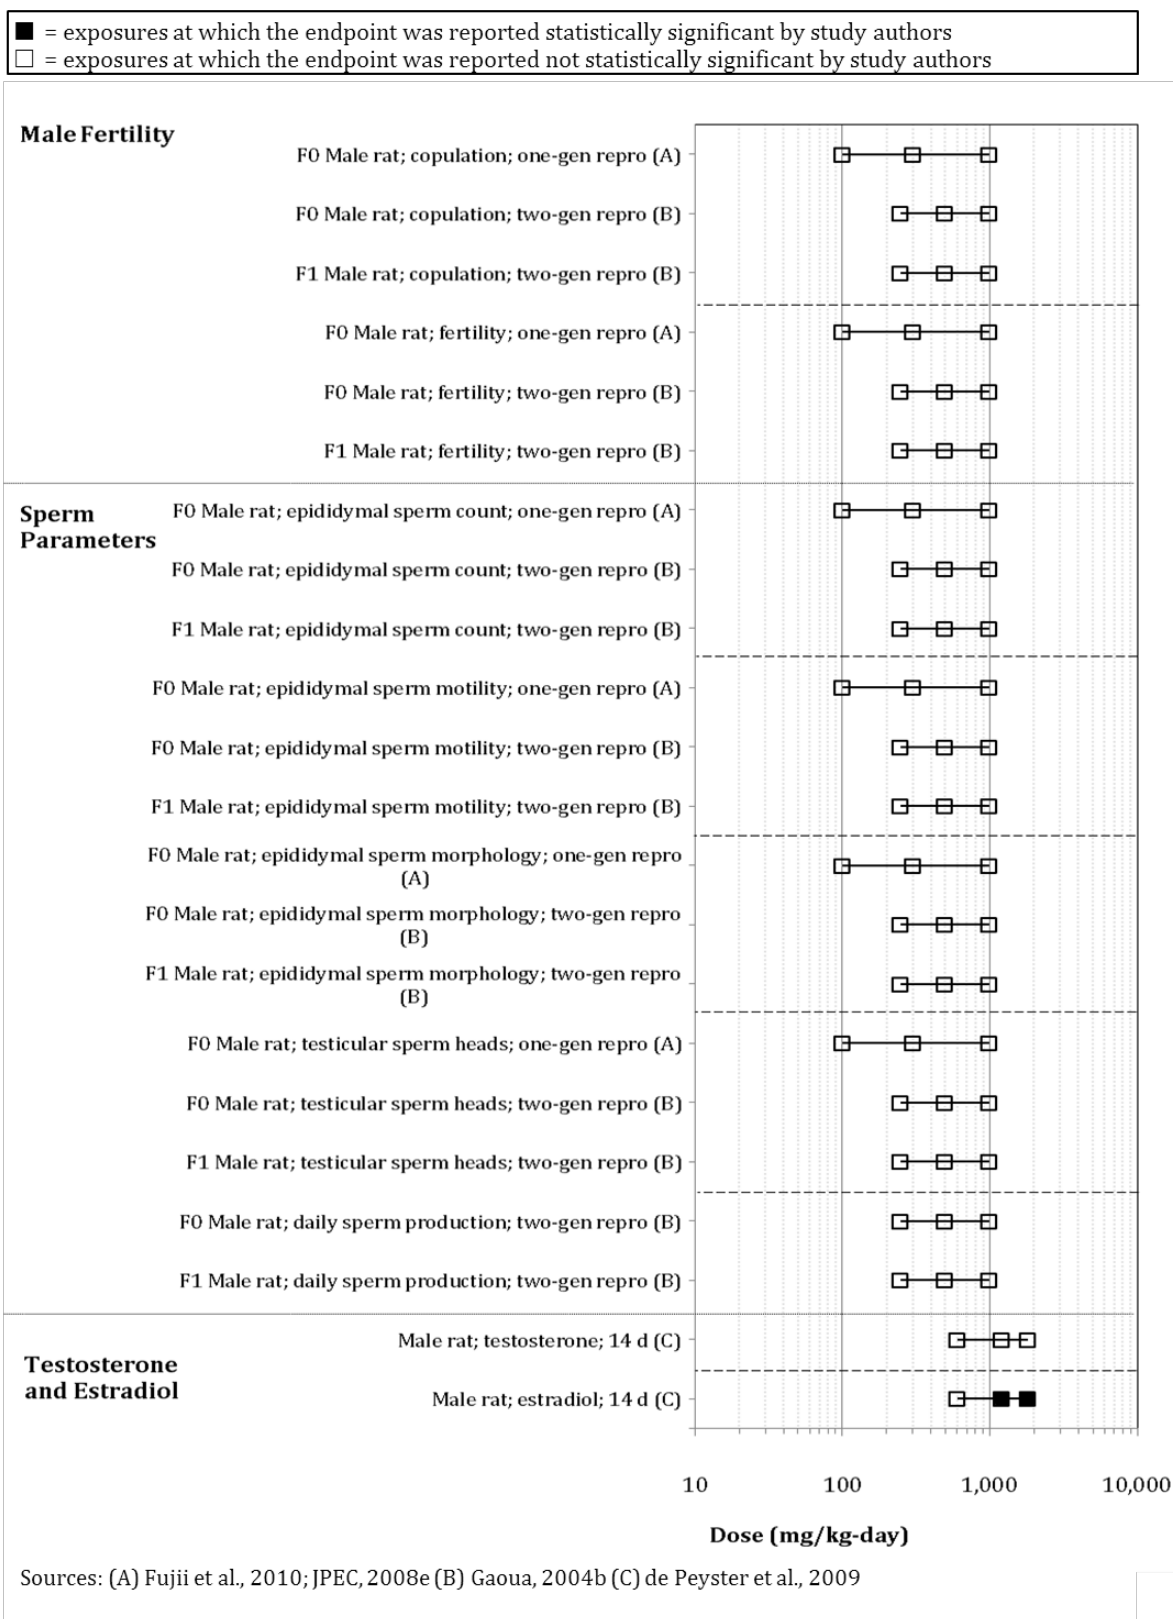 ■ = exposures at which the endpoint was reported statistically significant by study authors
□ = exposures at which the endpoint was reported not statistically significant by study authors
Male Fertility
F0 Male rat; copulation; one-gen repro (A)
F0 Male rat; copulation; two-gen repro (B)
F1 Male rat; copulation; two-gen repro (B)
F0 Male rat; fertility; one-gen repro (A)
F0 Male rat; fertility; two-gen repro (B)
F1 Male rat; fertility; two-gen repro (B)
Sperm
Parameters
F0 Male rat; epididymal sperm count; one-gen repro (A)
F0 Male rat; epididymal sperm count; two-gen repro (B)
F1 Male rat; epididymal sperm count; two-gen repro (B)
F0 Male rat; epididymal sperm motility; one-gen repro (A)
F0 Male rat; epididymal sperm motility; two-gen repro (B)
F1 Male rat; epididymal sperm motility; two-gen repro (B)
F0 Male rat; epididymal sperm morphology; one-gen repro
(A)
F0 Male rat; epididymal sperm morphology; two-gen repro
(B)
F1 Male rat; epididymal sperm morphology; two-gen repro
(B)
F0 Male rat; testicular sperm heads; one-gen repro (A)
F0 Male rat; testicular sperm heads; two-gen repro (B)
F1 Male rat; testicular sperm heads; two-gen repro (B)
F0 Male rat; daily sperm production; two-gen repro (B)
F1 Male rat; daily sperm production; two-gen repro (B)
Testosterone
and Estradiol
Male rat; testosterone; 14 d (C)
Male rat; estradiol; 14 d (C)
10 100 1,000 10,000
Dose (mg/kg-day)
Sources: (A) Fujii et al., 2010; JPEC, 2008e (B) Gaoua, 2004b (C) de Peyster et al., 2009